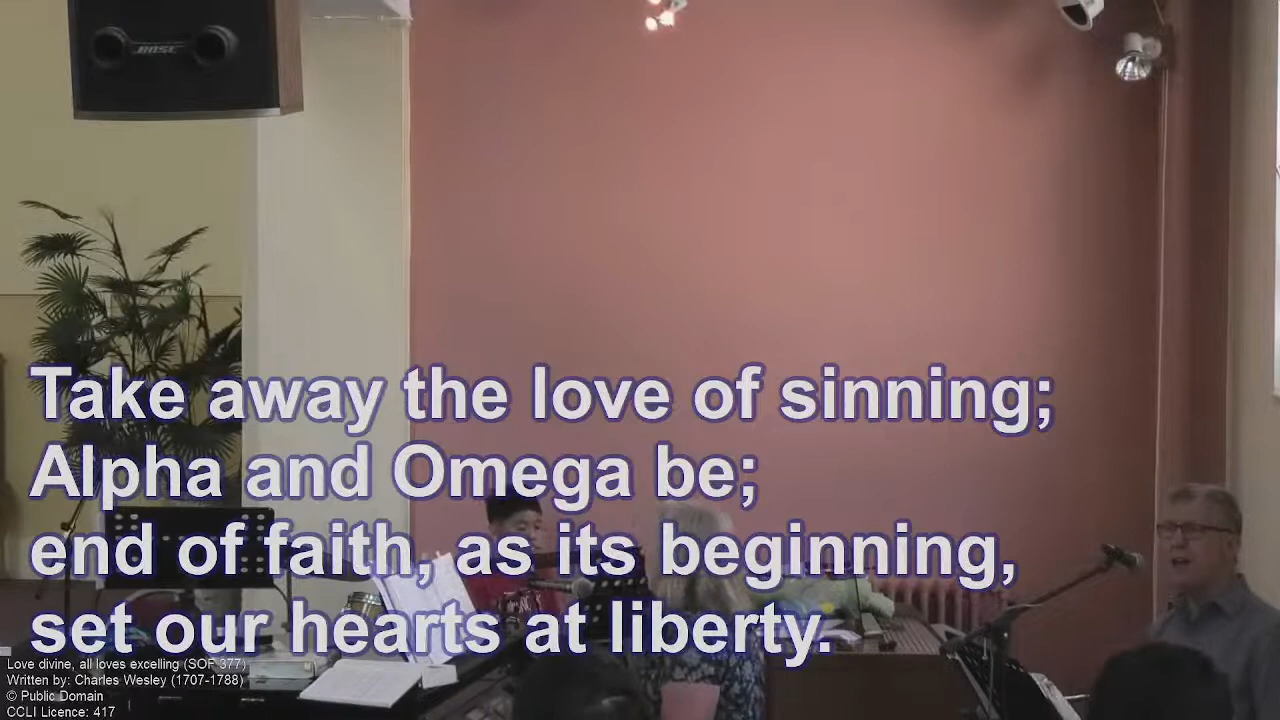 BOSE
Take away the love of sinning;
Alpha and Omega be;
end of faith, as its beginning,
set our hearts at liberty.
Love divine, all loves excelling (SOF 377)
Written by: Charles Wesley (1707-1788)
© Public Domain
CCLI Licence: 417